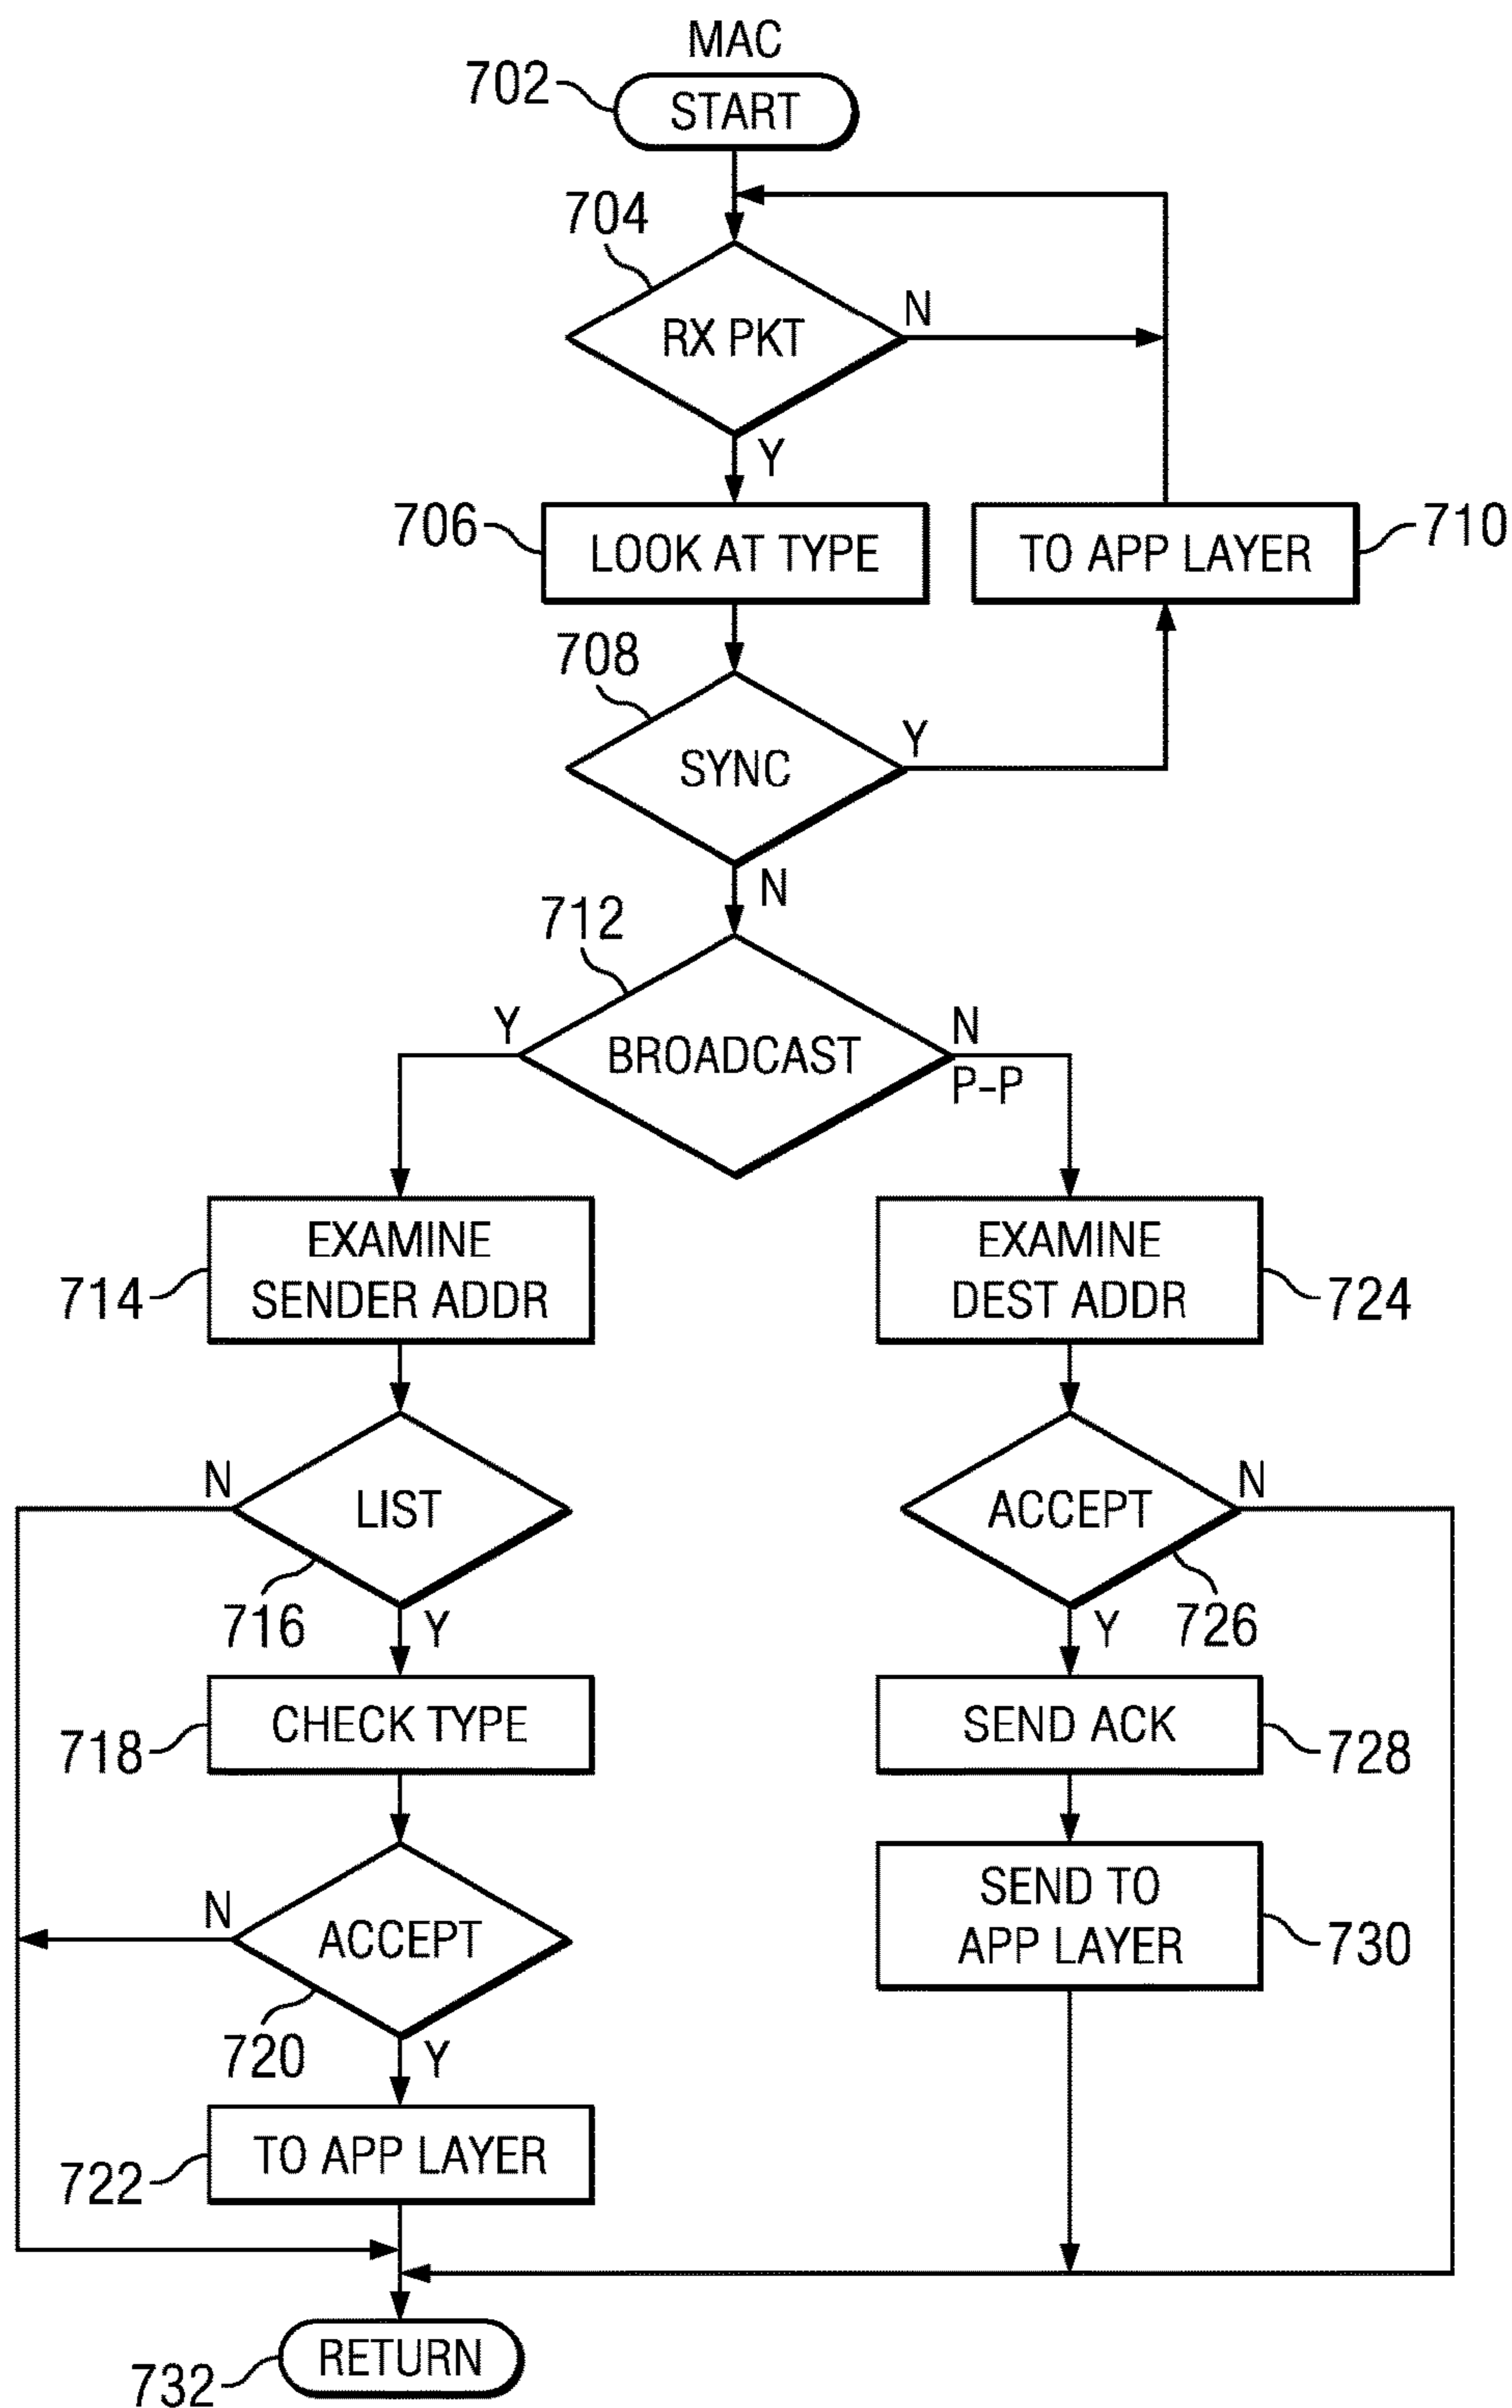 MAC
702
START
704
RX PKT
N
Y
706
LOOK AT TYPE
TO APP LAYER
710
708
SYNC
Y
N
712
Y
BROADCAST
N
P-P
714
EXAMINE
SENDER ADDR
EXAMINE
DEST ADDR
724
N
LIST
716
Y
ACCEPT
N
Y
726
718
CHECK TYPE
SEND ACK
728
N
ACCEPT
720
Y
SEND TO
APP LAYER
730
722
TO APP LAYER
732
RETURN